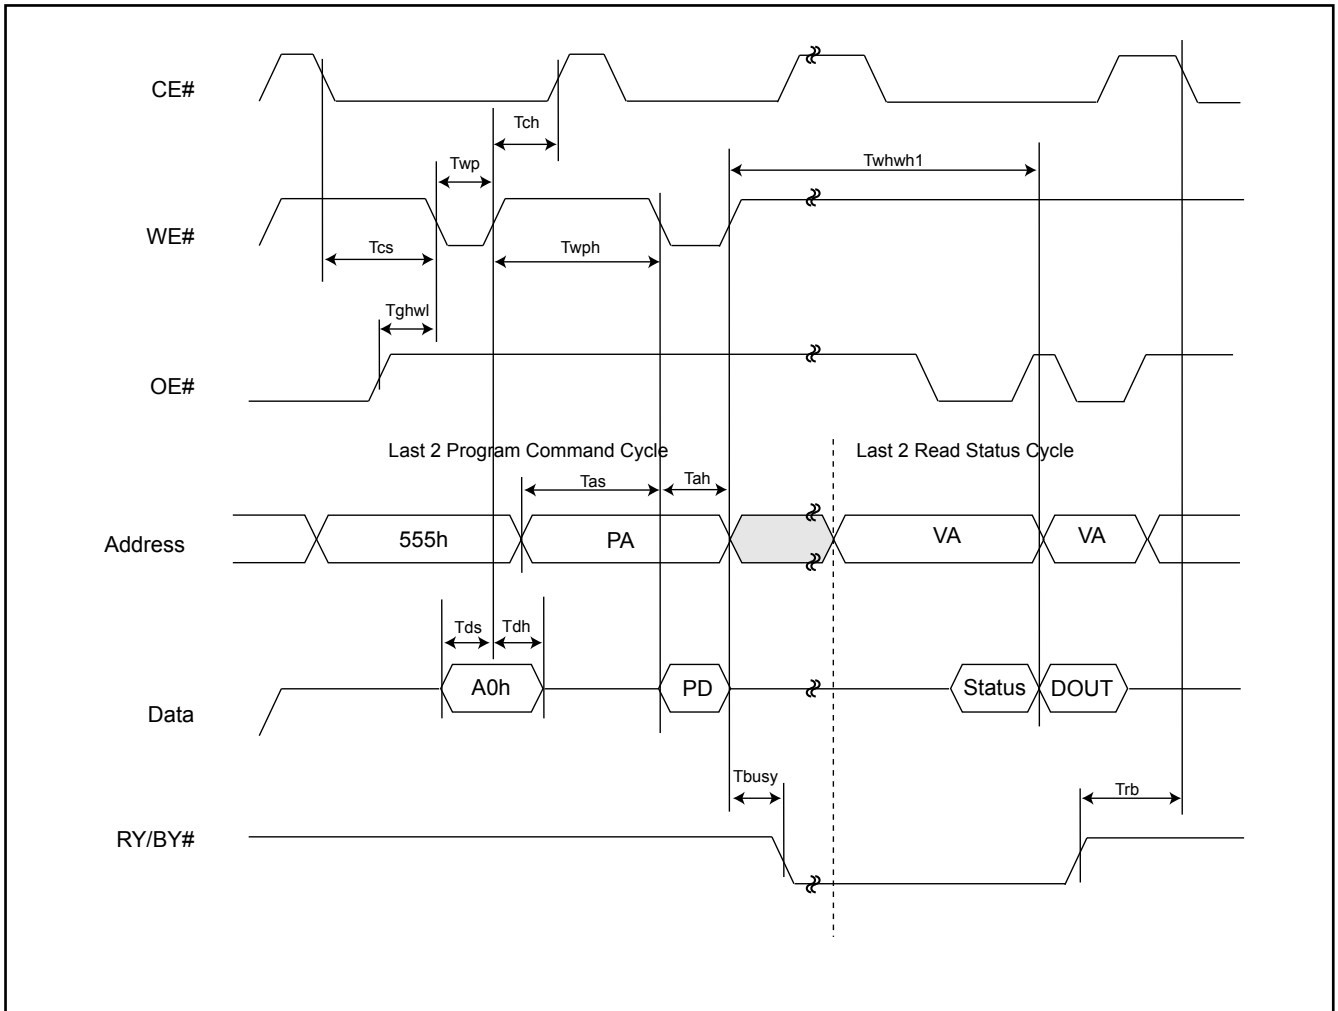 CE#
Tch
Twp
Twhwh1
WE#
Tcs
Twph
Tghwl
OE#
Last 2 Program Command Cycle
Last 2 Read Status Cycle
Tas
Tah
Address
555h
PA
VA
VA
Tds
Tdh
A0h
PD
Status
DOUT
Data
Tbusy
Trb
RY/BY#